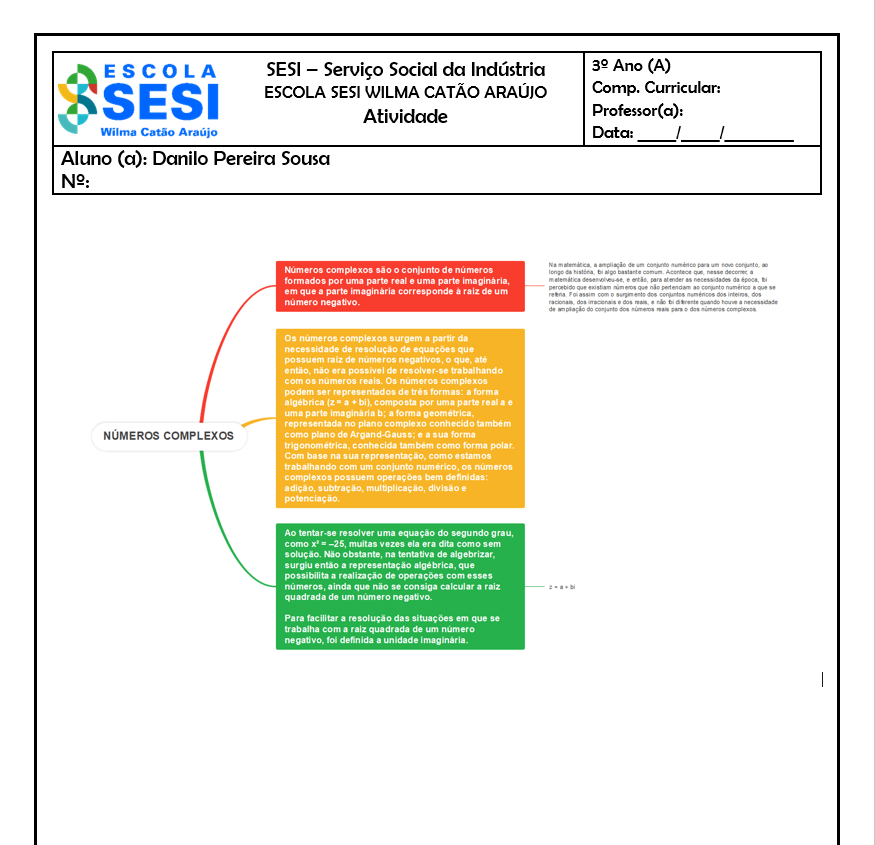 ESCOLA
SESI
Wilma Catão Araújo
SESI – Serviço Social da Indústria
ESCOLA SESI WILMA CATÃO ARAÚJO
Atividade
3º Ano (A)
Comp. Curricular:
Professor(a):
Data: _____/_____/_________
Aluno (a): Danilo Pereira Sousa
Nº:
NÚMEROS COMPLEXOS
Números complexos são o conjunto de números
formados por uma parte real e uma parte imaginária,
em que a parte imaginária corresponde à raiz de um
número negativo.
Na matemática, a ampliação de um conjunto numérico para um novo conjunto, ao
longo da história, foi algo bastante comum. Acontece que, nesse decorrer, a
matemática desenvolveu-se, e então, para atender as necessidades da época, foi
percebido que existiam números que não pertenciam ao conjunto numérico a que se
referia. Foi assim com o surgimento dos conjuntos numéricos dos inteiros, dos
racionais, dos irracionais e dos reais, e não foi diferente quando houve a necessidade
de ampliação do conjunto dos números reais para o dos números complexos.
Os números complexos surgem a partir da
necessidade de resolução de equações que
possuem raiz de números negativos, o que, até
então, não era possível de resolver-se trabalhando
com os números reais. Os números complexos
podem ser representados de três formas: a forma
algébrica (z = a + bi), composta por uma parte real a e
uma parte imaginária b; a forma geométrica,
representada no plano complexo conhecido também
como plano de Argand-Gauss; e a sua forma
trigonométrica, conhecida também como forma polar.
Com base na sua representação, como estamos
trabalhando com um conjunto numérico, os números
complexos possuem operações bem definidas:
adição, subtração, multiplicação, divisão e
potenciação.
Ao tentar-se resolver uma equação do segundo grau,
como x² = –25, muitas vezes ela era dita como sem
solução. Não obstante, na tentativa de algebrizar,
surgiu então a representação algébrica, que
possibilita a realização de operações com esses
números, ainda que não se consiga calcular a raiz
quadrada de um número negativo.
Para facilitar a resolução das situações em que se
trabalha com a raiz quadrada de um número
negativo, foi definida a unidade imaginária.
z = a + bi